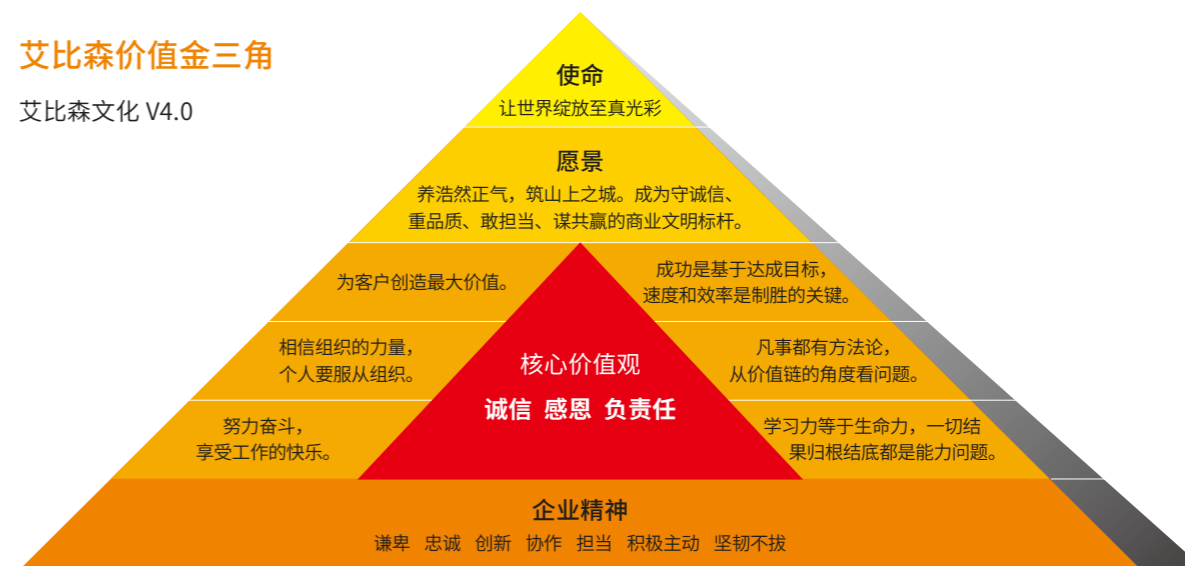 艾比森价值金三角
艾比森文化 V4.0
使命
让世界绽放至真光彩
愿景
养浩然正气，筑山上之城。成为守诚信、
重品质、敢担当、谋共赢的商业文明标杆。
为客户创造最大价值。
成功是基于达成目标，
速度和效率是制胜的关键。
相信组织的力量，
个人要服从组织。
凡事都有方法论，
从价值链的角度看问题。
核心价值观
诚信 感恩 负责任
努力奋斗，
享受工作的快乐。
学习力等于生命力，一切结
果归根结底都是能力问题。
企业精神
谦卑 忠诚 创新 协作 担当 积极主动 坚韧不拔